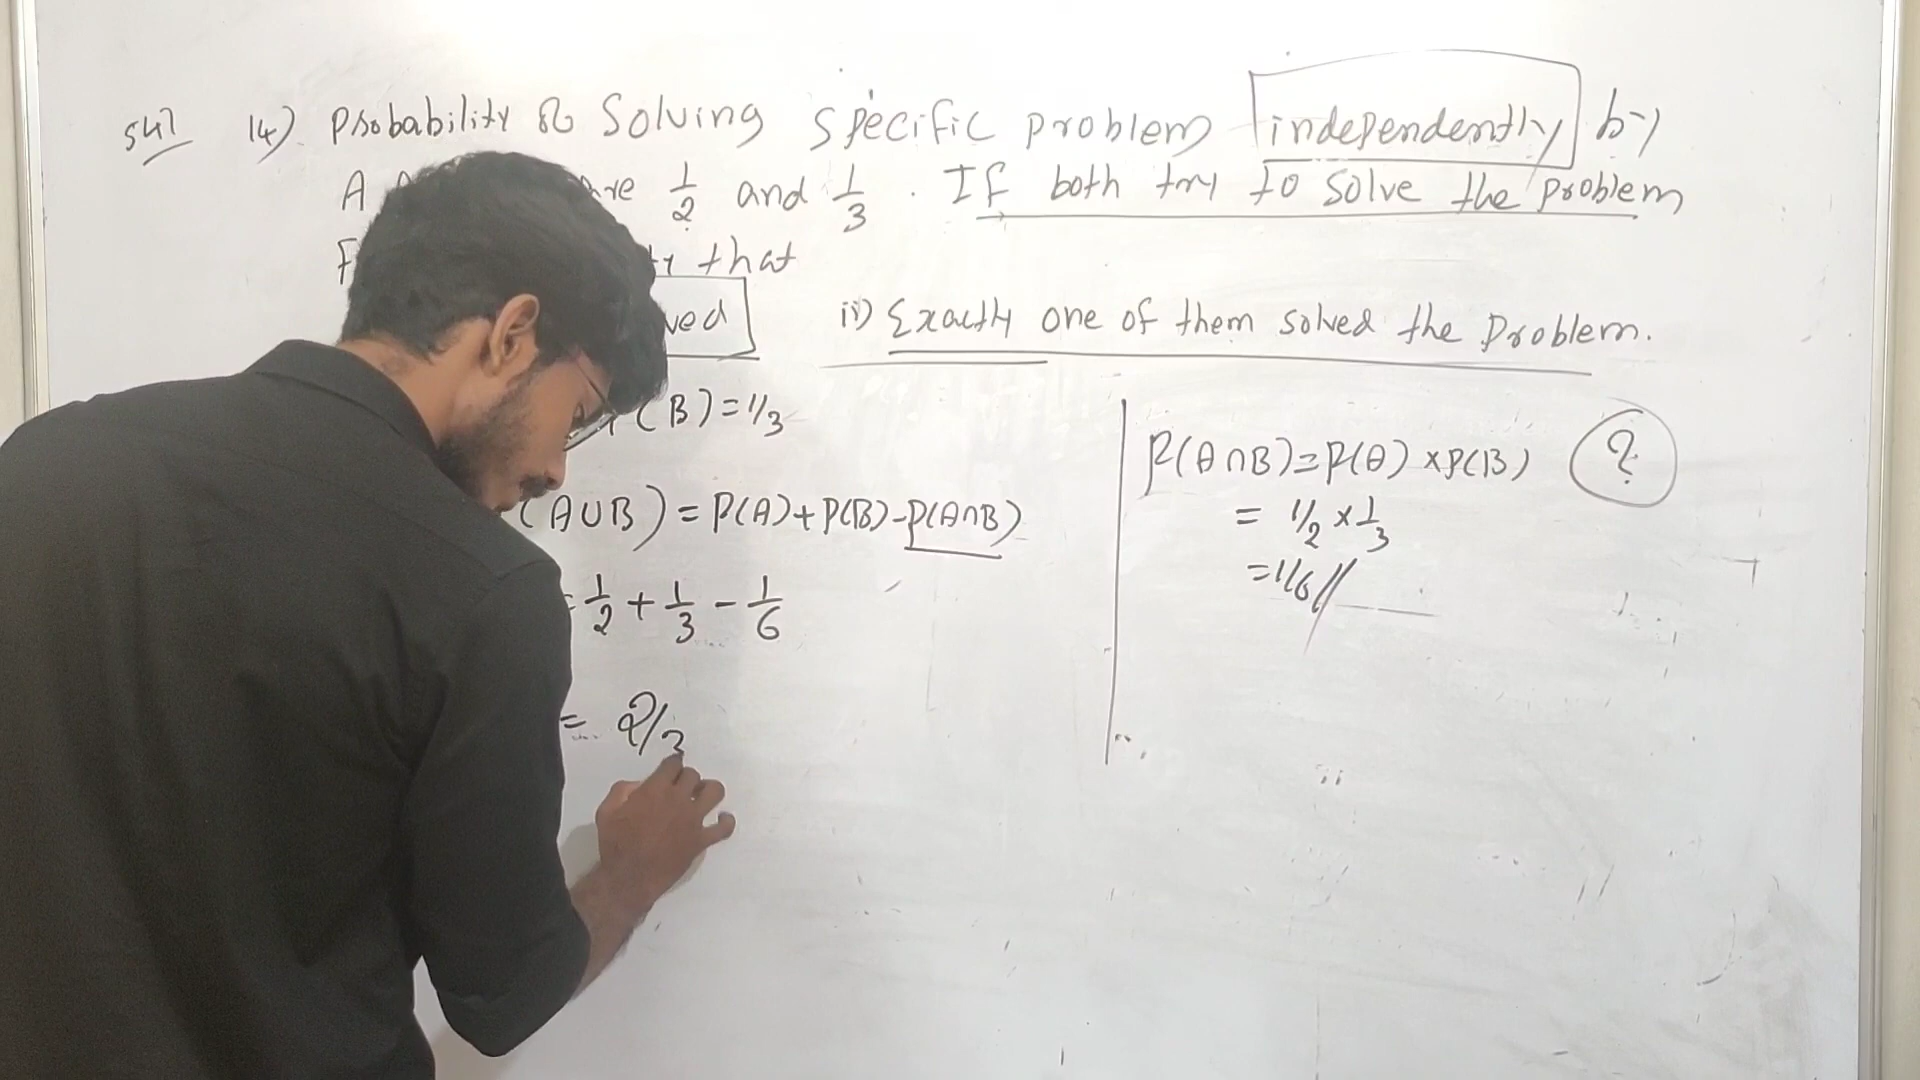 54) 14) Probability of Solving specific problem independently by
A are 1/2 and 1/3 . If both try to solve the problem
that
ved ii) Exactly one of them solved the problem.
(B) = 1/3
P(A∩B) = P(A) × P(B) ?
= 1/2 × 1/3
= 1/6 //
(A∪B) = P(A) + P(B) - P(A∩B)
= 1/2 + 1/3 - 1/6
= 2/3